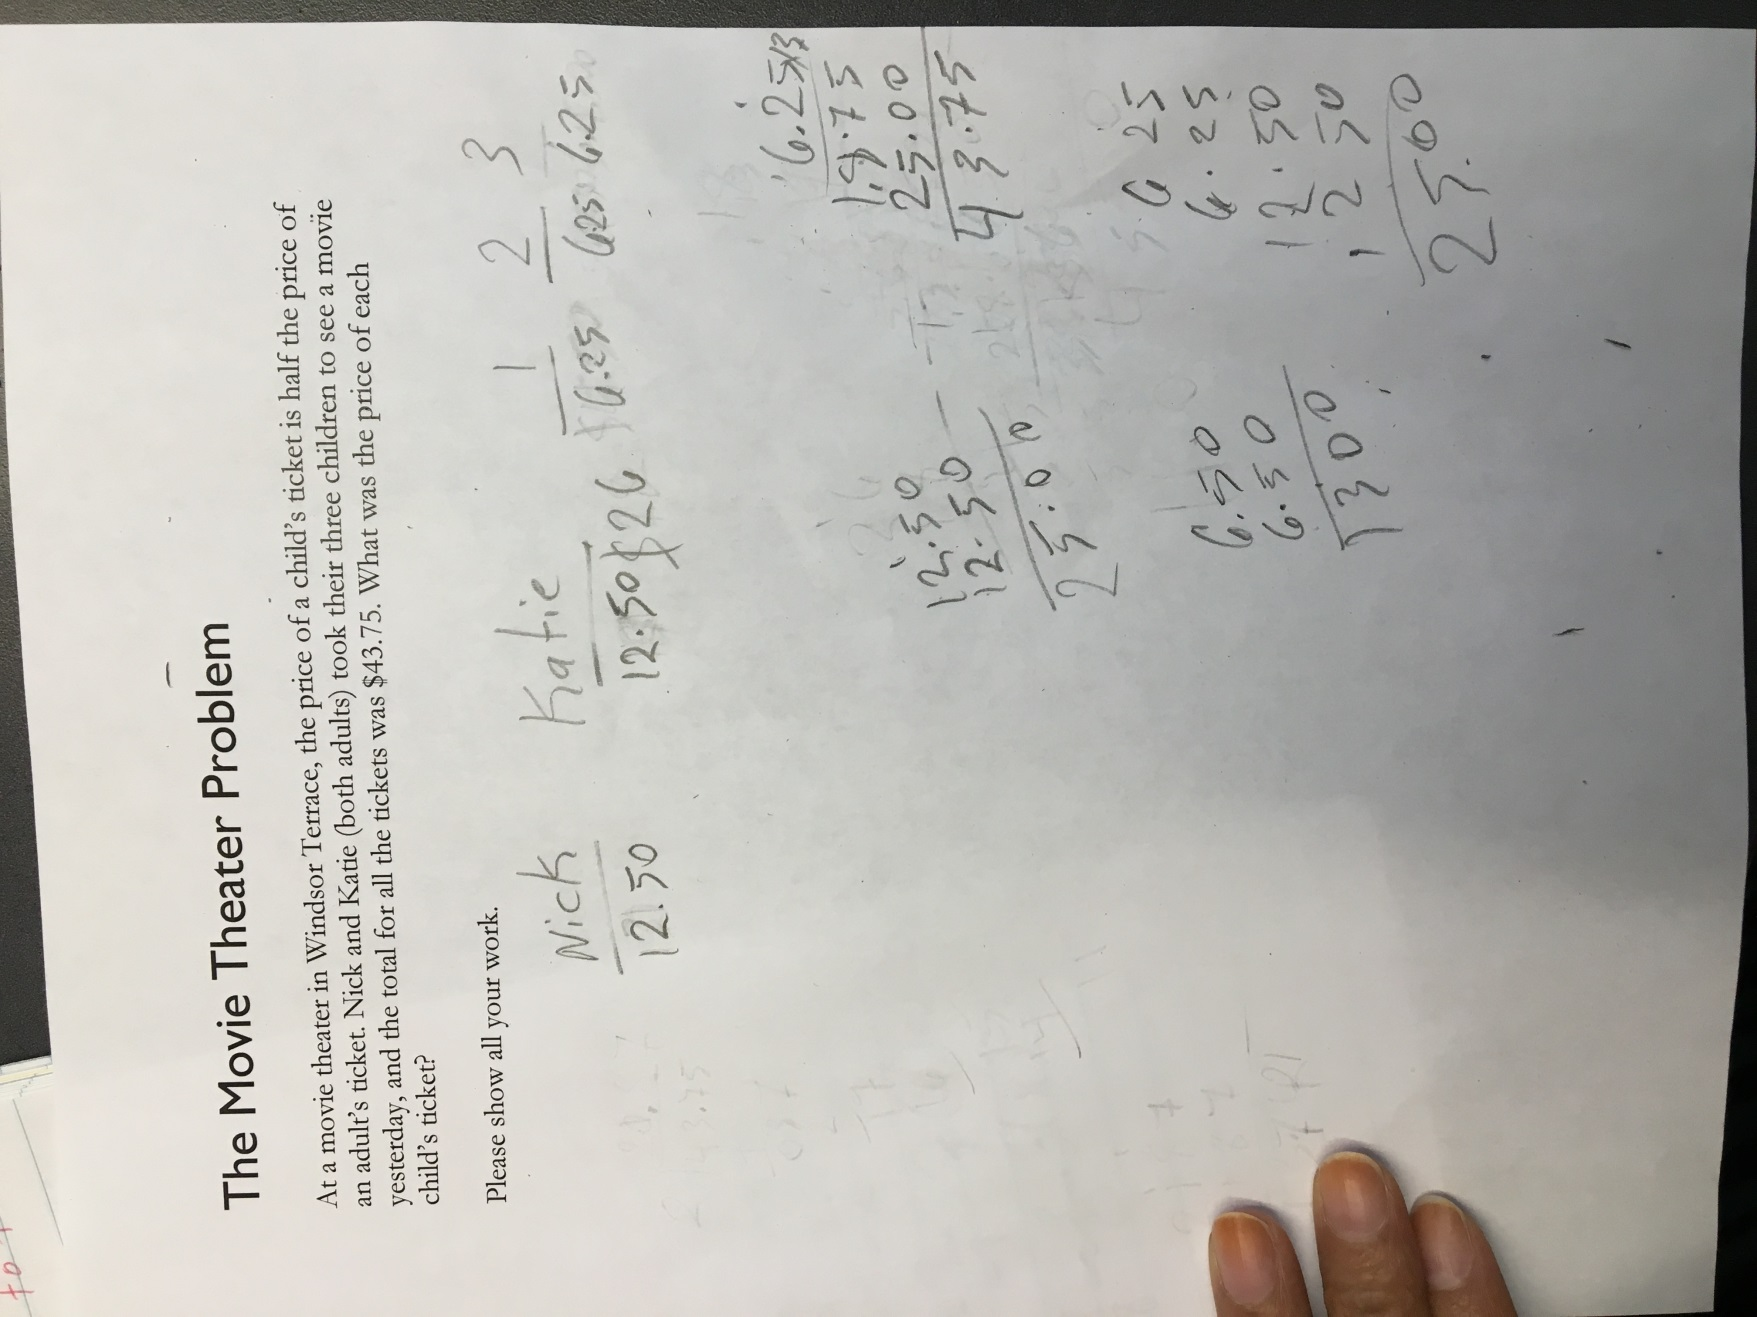 The Movie Theater Problem
At a movie theater in Windsor Terrace, the price of a child's ticket is half the price of
an adult's ticket. Nick and Katie (both adults) took their three children to see a movie
yesterday, and the total for all the tickets was $43.75. What was the price of each
child's ticket?
Please show all your work.
Nick Katie 1 2 3
12.50 12.50 $26 6.25 6.25 6.25
6.25x3
18.75
25.00
43.75
12.50
12.50
25.00
6 25
6.25
12.50
12 50
25.00
6.50
6.50
1300